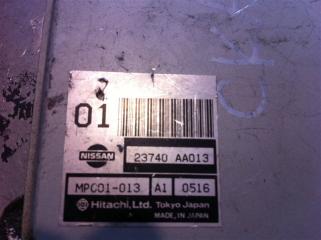 01
NISSAN
23740 AA013
MPC01-013 A1 0516
Hitachi, Ltd. Tokyo Japan
MADE IN JAPAN